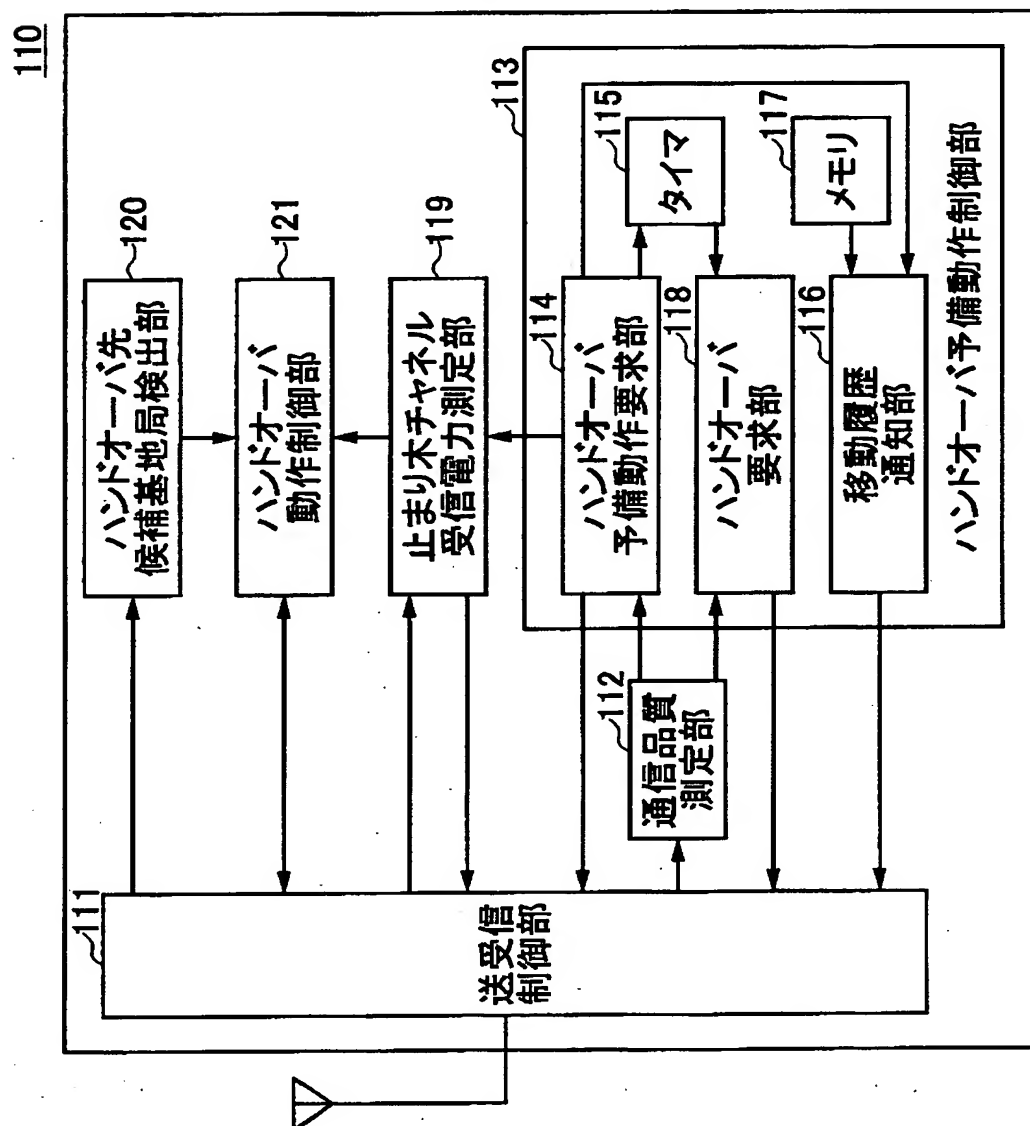 110
111
送受信
制御部
120
ハンドオーバ先
候補基地局検出部
121
ハンドオーバ
動作制御部
119
止まり木チャネル
受信電力測定部
112
通信品質
測定部
113
114
ハンドオーバ
予備動作要求部
115
タイマ
118
ハンドオーバ
要求部
117
メモリ
116
移動履歴
通知部
ハンドオーバ予備動作制御部